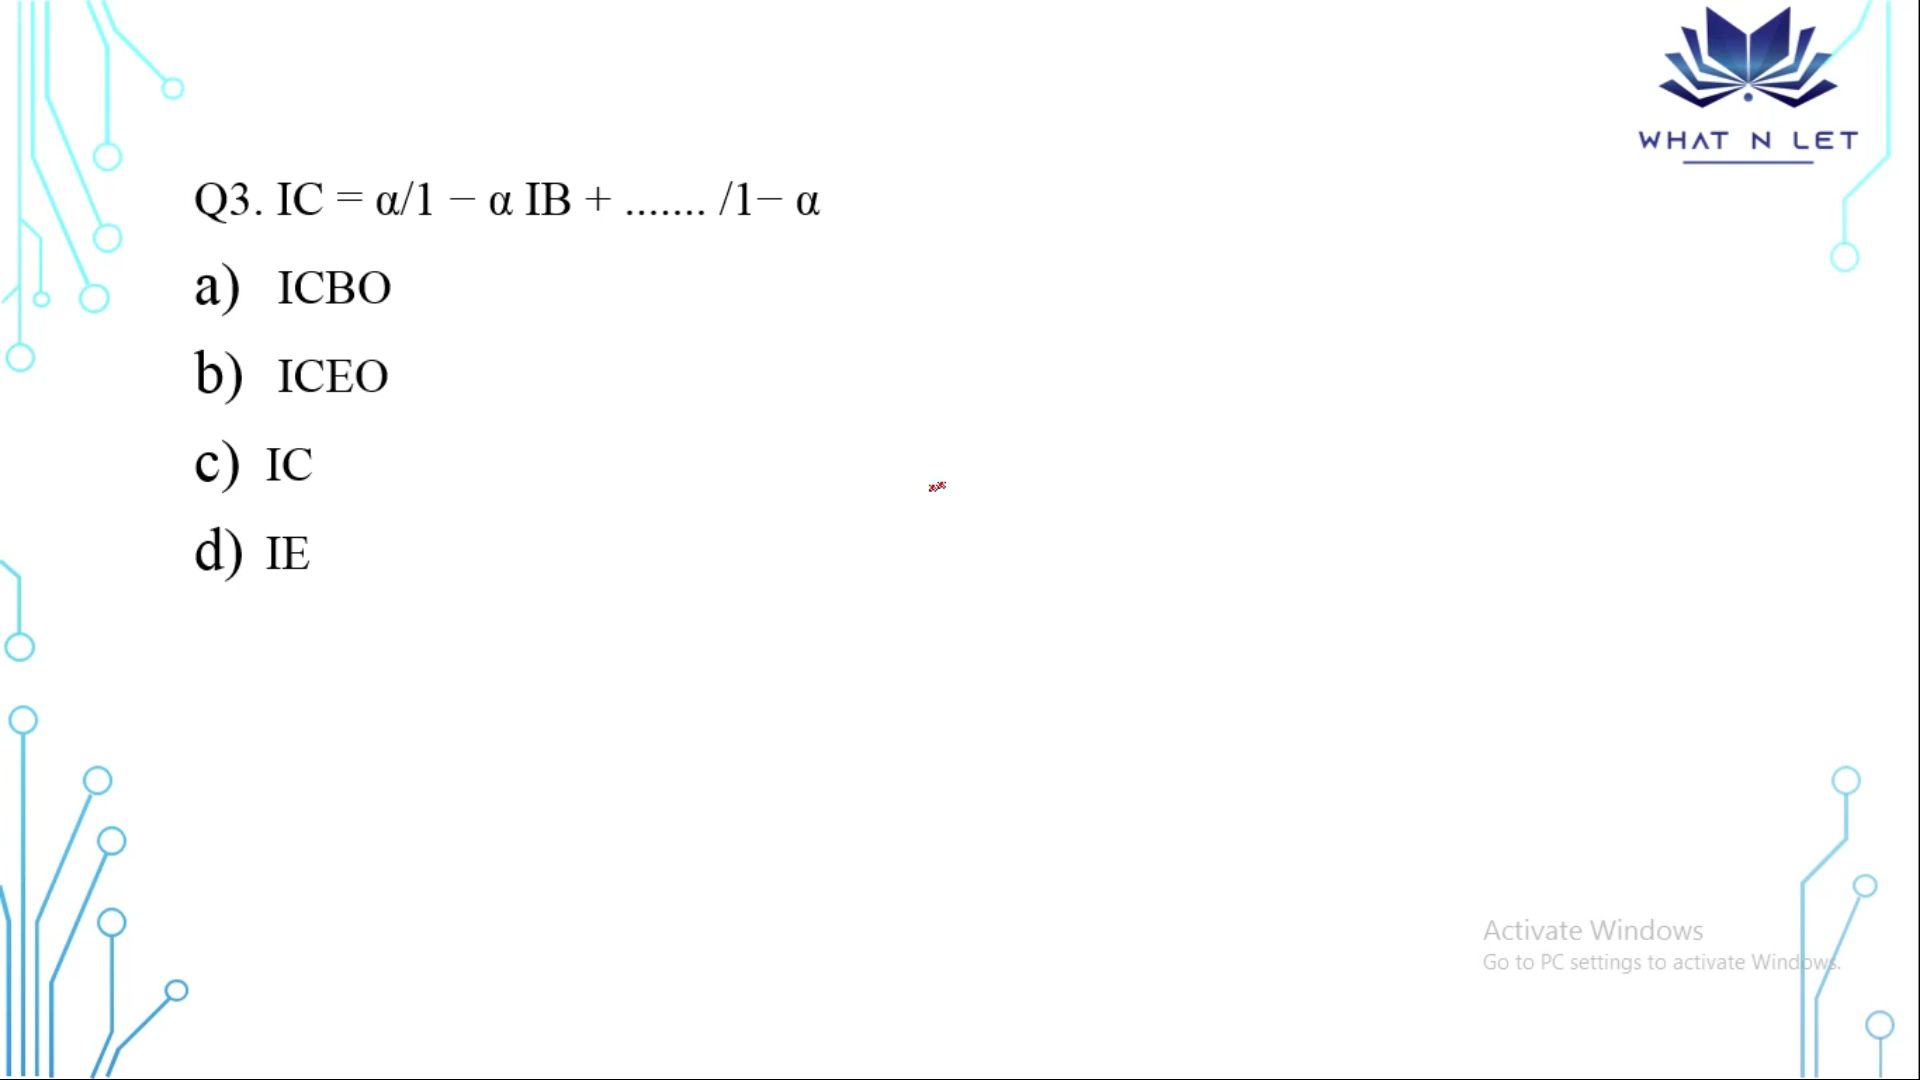 WHAT N LET
Q3. IC = α/1 − α IB + ....... /1− α
a) ICBO
b) ICEO
c) IC
d) IE
Activate Windows
Go to PC settings to activate Windows.